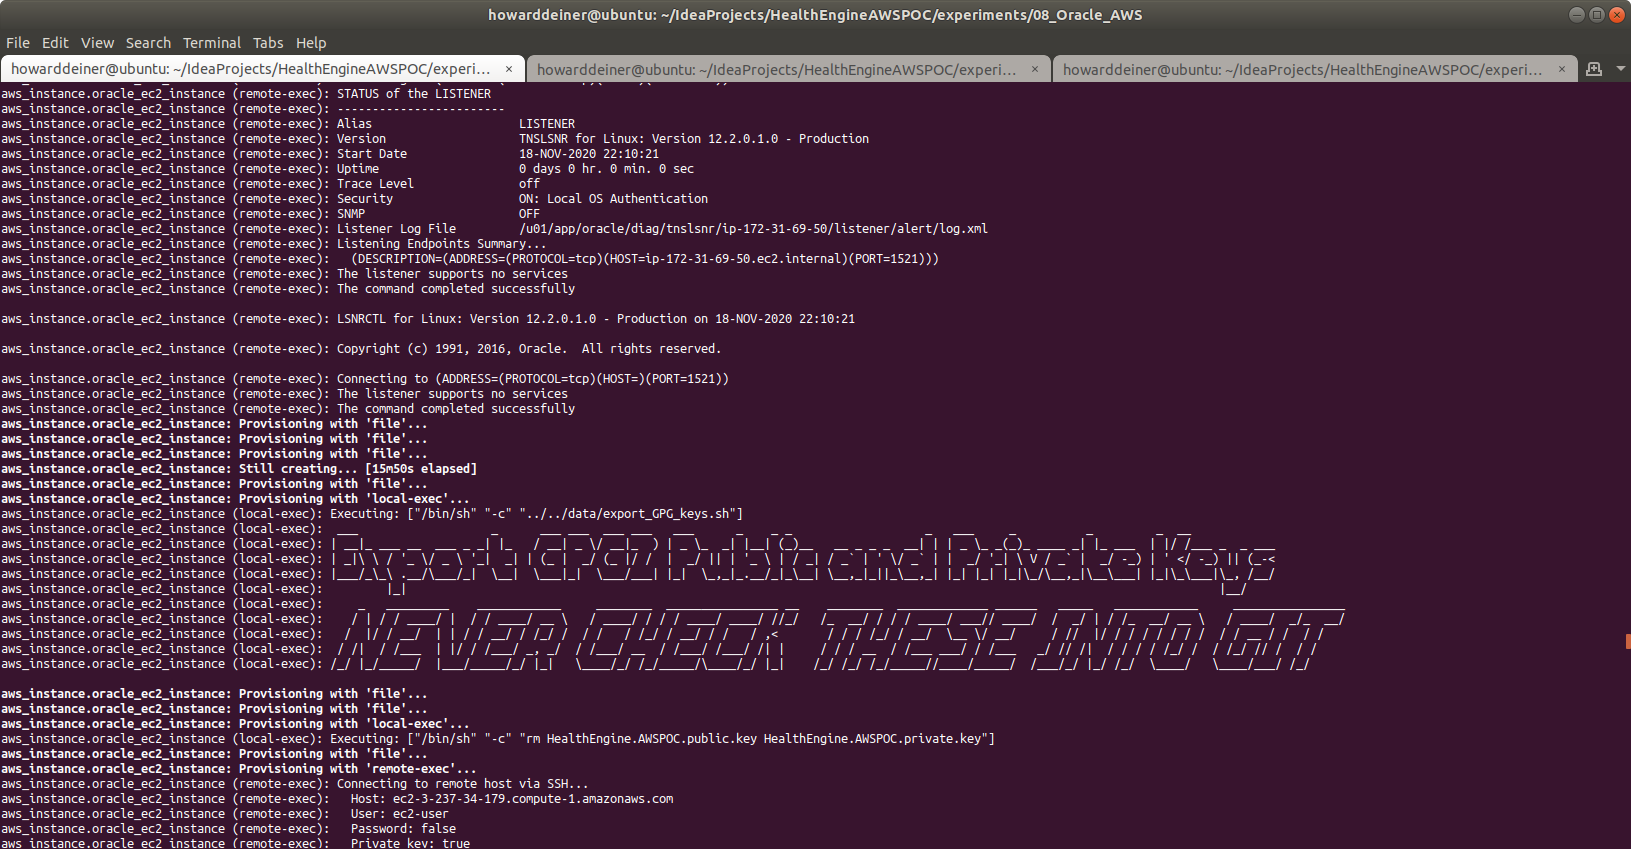 howarddeiner@ubuntu: ~/IdeaProjects/HealthEngineAWSPOC/experiments/08_Oracle_AWS
File Edit View Search Terminal Tabs Help
howarddeiner@ubuntu: ~/IdeaProjects/HealthEngineAWSPOC/experi... × howarddeiner@ubuntu: ~/IdeaProjects/HealthEngineAWSPOC/experi... × howarddeiner@ubuntu: ~/IdeaProjects/HealthEngineAWSPOC/experi... ×
aws_instance.oracle_ec2_instance (remote-exec): STATUS of the LISTENER
aws_instance.oracle_ec2_instance (remote-exec): ------------------------
aws_instance.oracle_ec2_instance (remote-exec): Alias                     LISTENER
aws_instance.oracle_ec2_instance (remote-exec): Version                   TNSLSNR for Linux: Version 12.2.0.1.0 - Production
aws_instance.oracle_ec2_instance (remote-exec): Start Date                18-NOV-2020 22:10:21
aws_instance.oracle_ec2_instance (remote-exec): Uptime                    0 days 0 hr. 0 min. 0 sec
aws_instance.oracle_ec2_instance (remote-exec): Trace Level               off
aws_instance.oracle_ec2_instance (remote-exec): Security                  ON: Local OS Authentication
aws_instance.oracle_ec2_instance (remote-exec): SNMP                      OFF
aws_instance.oracle_ec2_instance (remote-exec): Listener Log File         /u01/app/oracle/diag/tnslsnr/ip-172-31-69-50/listener/alert/log.xml
aws_instance.oracle_ec2_instance (remote-exec): Listening Endpoints Summary...
aws_instance.oracle_ec2_instance (remote-exec):   (DESCRIPTION=(ADDRESS=(PROTOCOL=tcp)(HOST=ip-172-31-69-50.ec2.internal)(PORT=1521)))
aws_instance.oracle_ec2_instance (remote-exec): The listener supports no services
aws_instance.oracle_ec2_instance (remote-exec): The command completed successfully
aws_instance.oracle_ec2_instance (remote-exec): LSNRCTL for Linux: Version 12.2.0.1.0 - Production on 18-NOV-2020 22:10:21
aws_instance.oracle_ec2_instance (remote-exec): Copyright (c) 1991, 2016, Oracle.  All rights reserved.
aws_instance.oracle_ec2_instance (remote-exec): Connecting to (ADDRESS=(PROTOCOL=tcp)(HOST=)(PORT=1521))
aws_instance.oracle_ec2_instance (remote-exec): The listener supports no services
aws_instance.oracle_ec2_instance (remote-exec): The command completed successfully
aws_instance.oracle_ec2_instance: Provisioning with 'file'...
aws_instance.oracle_ec2_instance: Provisioning with 'file'...
aws_instance.oracle_ec2_instance: Provisioning with 'file'...
aws_instance.oracle_ec2_instance: Still creating... [15m50s elapsed]
aws_instance.oracle_ec2_instance: Provisioning with 'file'...
aws_instance.oracle_ec2_instance: Provisioning with 'local-exec'...
aws_instance.oracle_ec2_instance (local-exec): Executing: ["/bin/sh" "-c" "../../data/export_GPG_keys.sh"]
aws_instance.oracle_ec2_instance (local-exec):
aws_instance.oracle_ec2_instance (local-exec):
aws_instance.oracle_ec2_instance (local-exec): Export GPG Public and Private Keys
aws_instance.oracle_ec2_instance (local-exec):
aws_instance.oracle_ec2_instance (local-exec):
aws_instance.oracle_ec2_instance (local-exec):
aws_instance.oracle_ec2_instance (local-exec):
aws_instance.oracle_ec2_instance (local-exec): NEVER CHECK THESE INTO GIT
aws_instance.oracle_ec2_instance (local-exec):
aws_instance.oracle_ec2_instance (local-exec):
aws_instance.oracle_ec2_instance: Provisioning with 'file'...
aws_instance.oracle_ec2_instance: Provisioning with 'file'...
aws_instance.oracle_ec2_instance: Provisioning with 'local-exec'...
aws_instance.oracle_ec2_instance (local-exec): Executing: ["/bin/sh" "-c" "rm HealthEngine.AWSPOC.public.key HealthEngine.AWSPOC.private.key"]
aws_instance.oracle_ec2_instance: Provisioning with 'file'...
aws_instance.oracle_ec2_instance: Provisioning with 'remote-exec'...
aws_instance.oracle_ec2_instance (remote-exec): Connecting to remote host via SSH...
aws_instance.oracle_ec2_instance (remote-exec):   Host: ec2-3-237-34-179.compute-1.amazonaws.com
aws_instance.oracle_ec2_instance (remote-exec):   User: ec2-user
aws_instance.oracle_ec2_instance (remote-exec):   Password: false
aws_instance.oracle_ec2_instance (remote-exec):   Private key: true